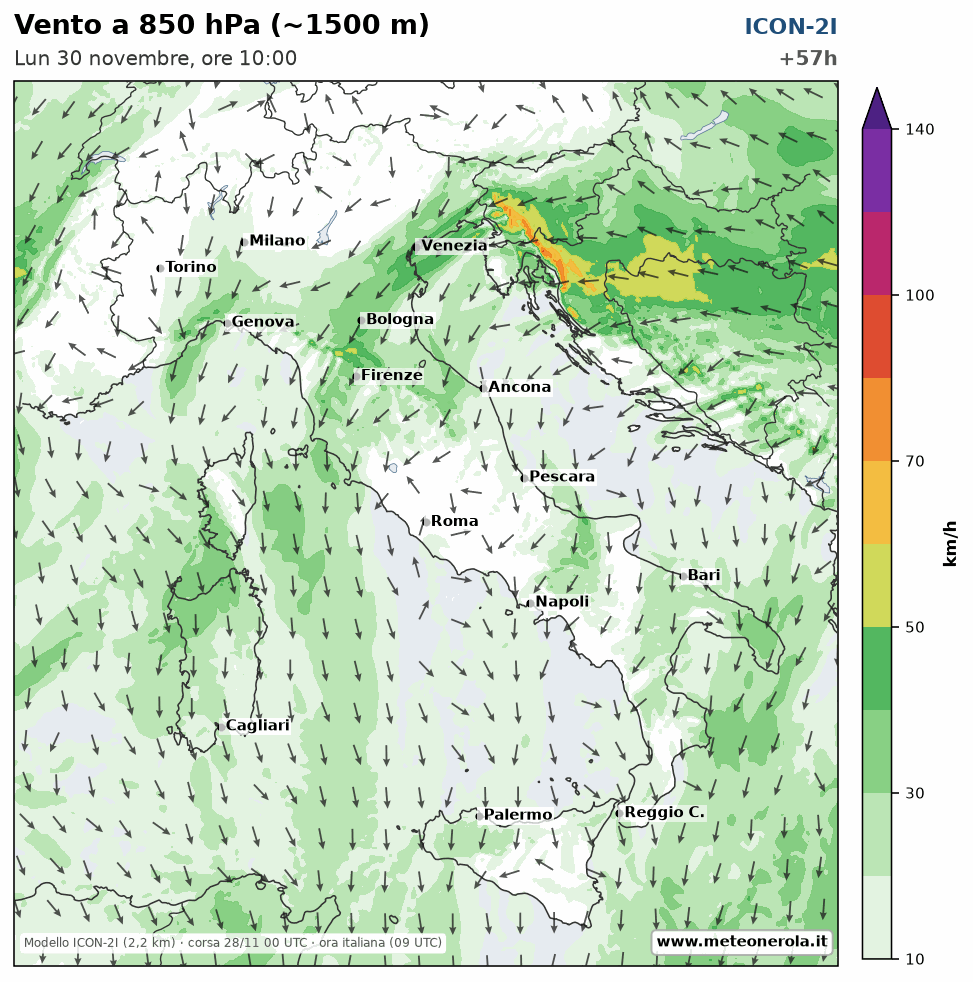 Vento a 850 hPa (~1500 m)
ICON-2I
Lun 30 novembre, ore 10:00
+57h
Milano
Venezia
Torino
Genova
Bologna
Firenze
Ancona
Pescara
Roma
Bari
Napoli
Cagliari
Palermo
Reggio C.
140
100
70
50
30
10
km/h
Modello ICON-2I (2,2 km) · corsa 28/11 00 UTC · ora italiana (09 UTC)
www.meteonerola.it